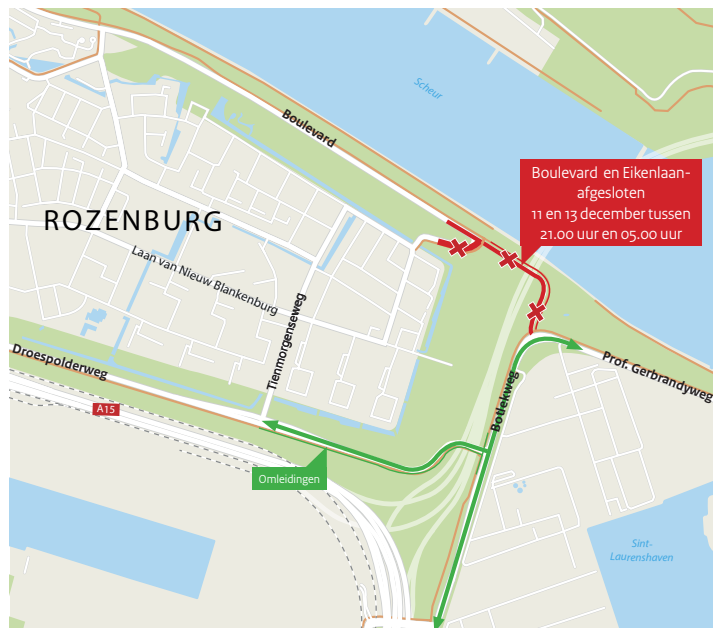 Scheur
Boulevard
Boulevard en Eikenlaan-
afgesloten
11 en 13 december tussen
21.00 uur en 05.00 uur
ROZENBURG
Laan van Nieuw Blankenburg
Tienmorgenseweg
Droespolderweg
Prof. Gerbrandyweg
Botlekweg
A15
Omleidingen
Sint-
Laurenshaven